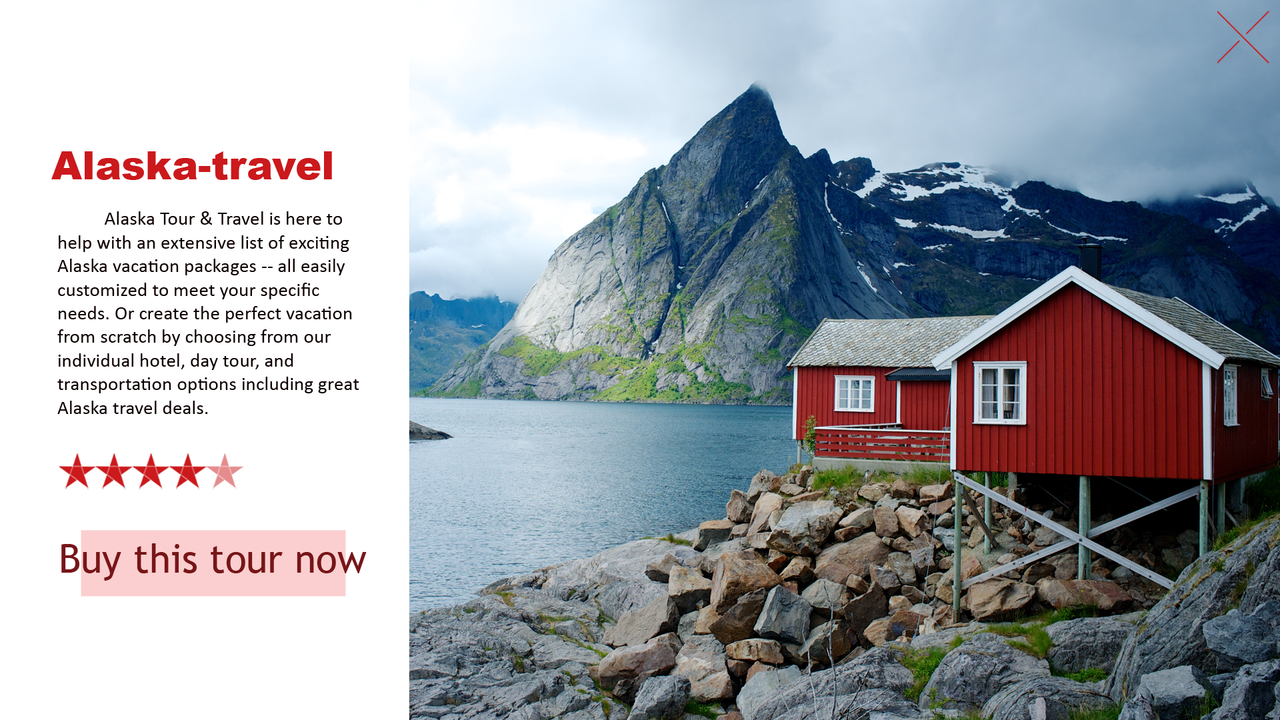 Alaska-travel
Alaska Tour & Travel is here to
help with an extensive list of exciting
Alaska vacation packages -- all easily
customized to meet your specific
needs. Or create the perfect vacation
from scratch by choosing from our
individual hotel, day tour, and
transportation options including great
Alaska travel deals.
Buy this tour now